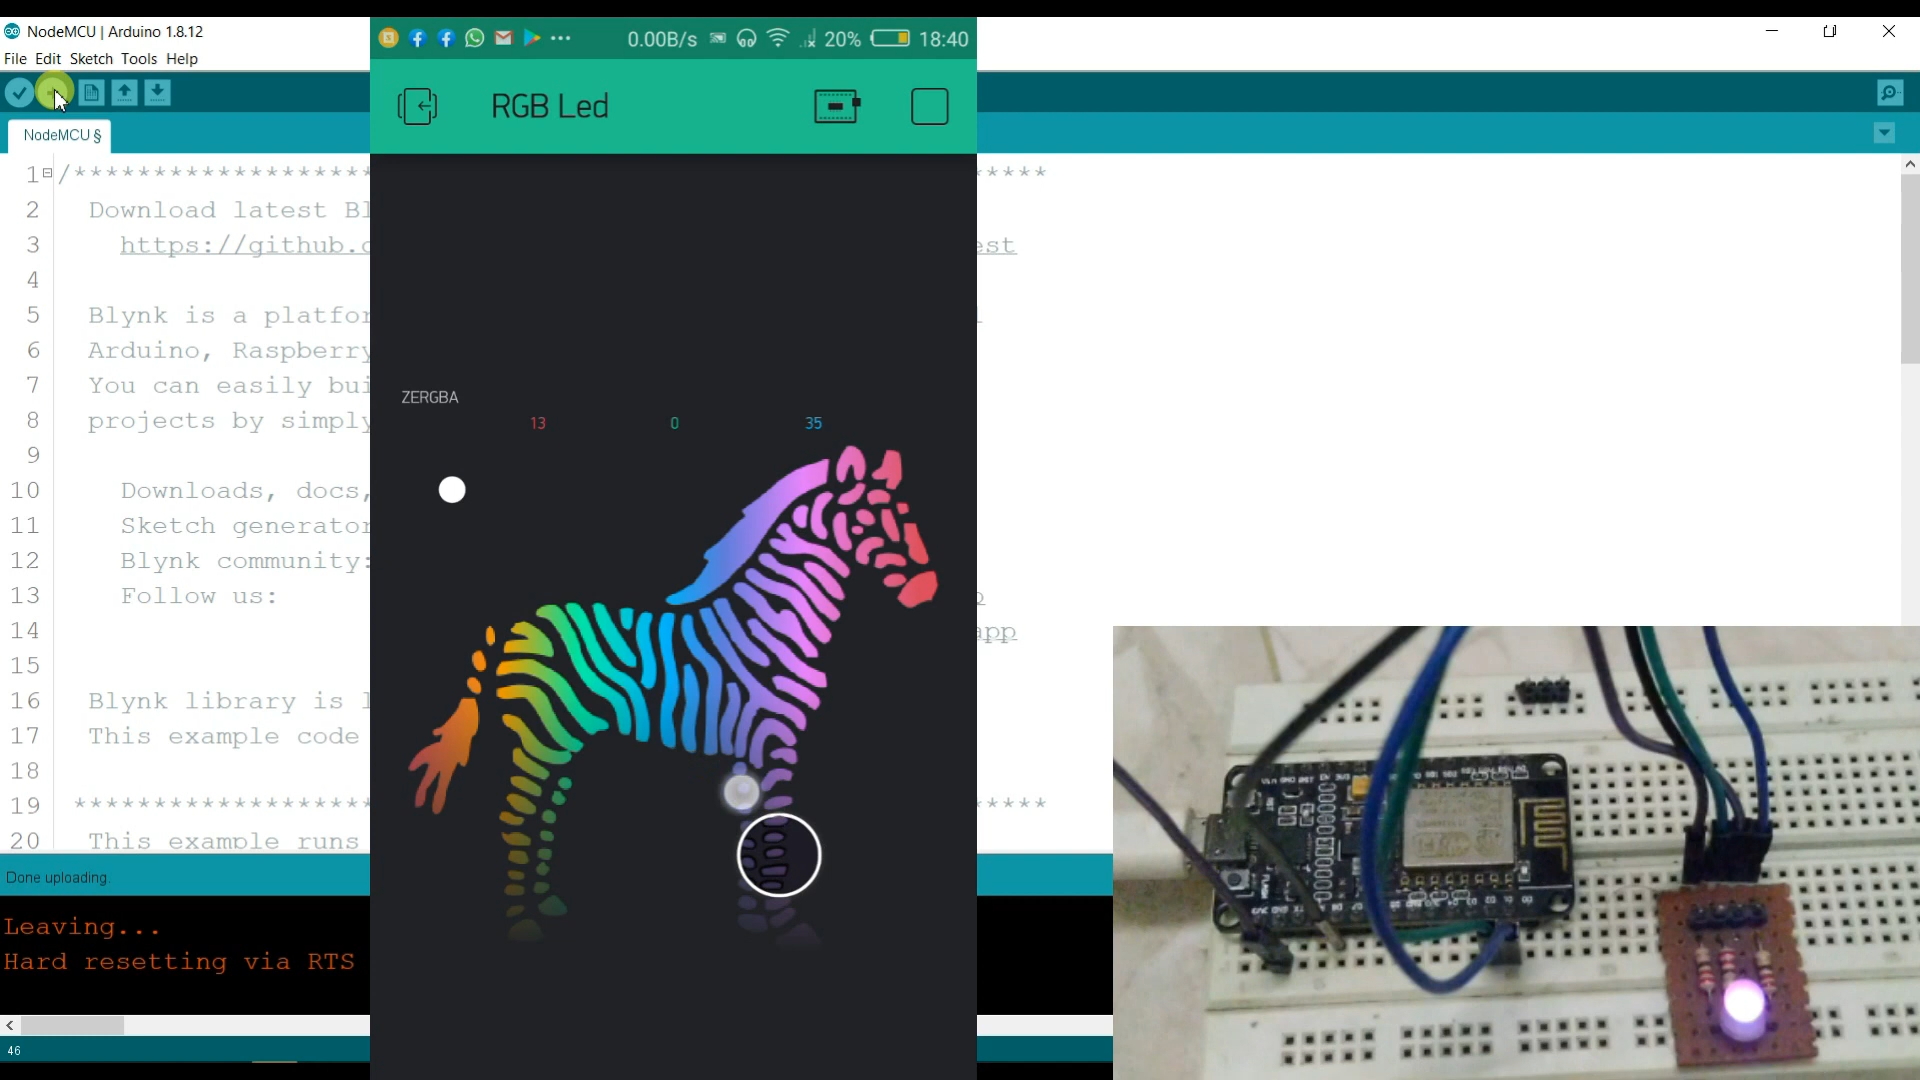 NodeMCU | Arduino 1.8.12
File Edit Sketch Tools Help
NodeMCU §
0.00B/s 20% 18:40
RGB Led
ZERGBA
13 0 35
1 /******************* ****
2 Download latest Bl
3 https://github.c est
4
5 Blynk is a platfor
6 Arduino, Raspberry
7 You can easily bui
8 projects by simply
9
10 Downloads, docs,
11 Sketch generator
12 Blynk community:
13 Follow us:
14 app
15
16 Blynk library is
17 This example code
18
19 ******************* ****
20 This example runs
Done uploading.
Leaving...
Hard resetting via RTS
46